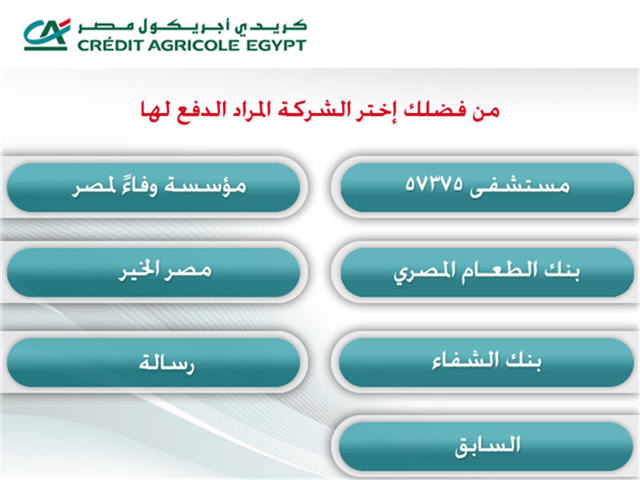 كريدي أجريكول مصر
CRÉDIT AGRICOLE EGYPT
من فضلك إختر الشركة المراد الدفع لها
مستشفى ٥٧٣٧٥
مؤسسة وفاءً لمصر
بنك الطعام المصري
مصر الخير
بنك الشفاء
رسالة
السابق